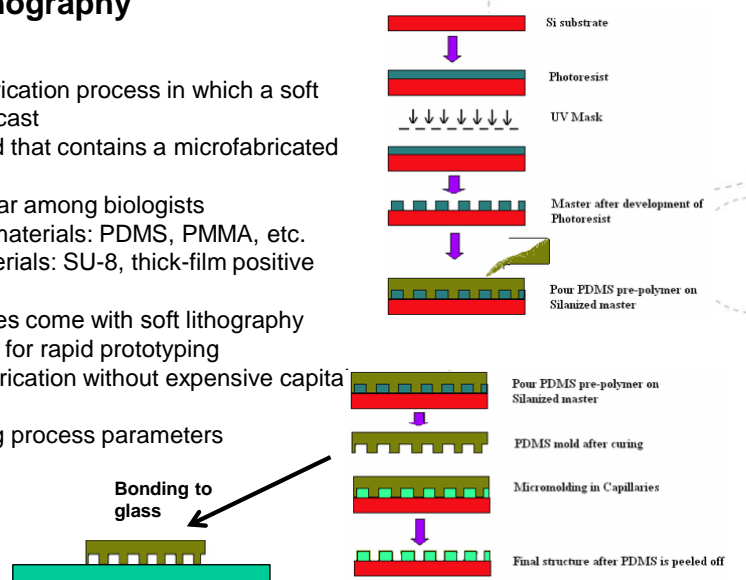 nography
rication process in which a soft
cast
d that contains a microfabricated
ar among biologists
materials: PDMS, PMMA, etc.
erials: SU-8, thick-film positive
es come with soft lithography
for rapid prototyping
rication without expensive capital
g process parameters
Bonding to
glass
Si substrate
Photoresist
UV Mask
Master after development of
Photoresist
Pour PDMS pre-polymer on
Silanized master
Pour PDMS pre-polymer on
Silanized master
PDMS mold after curing
Micromolding in Capillaries
Final structure after PDMS is peeled off